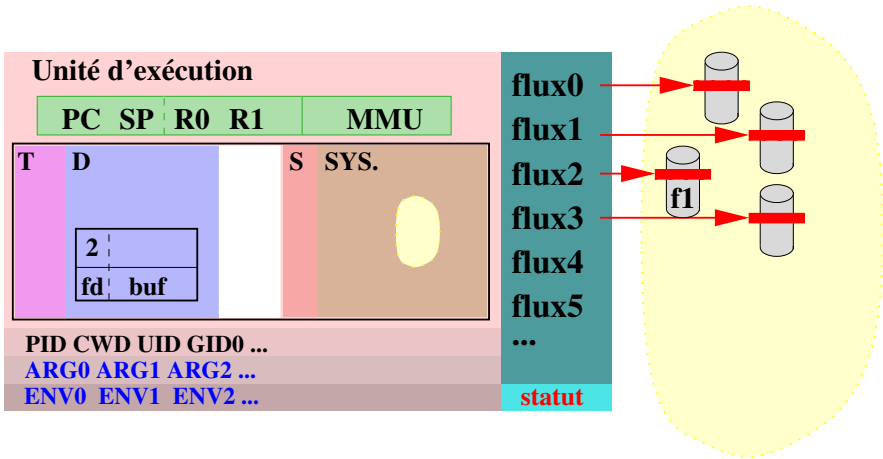 Unité d'exécution
PC SP R0 R1 MMU
T D S SYS.
2
fd buf
PID CWD UID GID0 ...
ARG0 ARG1 ARG2 ...
ENV0 ENV1 ENV2 ...
flux0
flux1
flux2
flux3
flux4
flux5
...
statut
f1